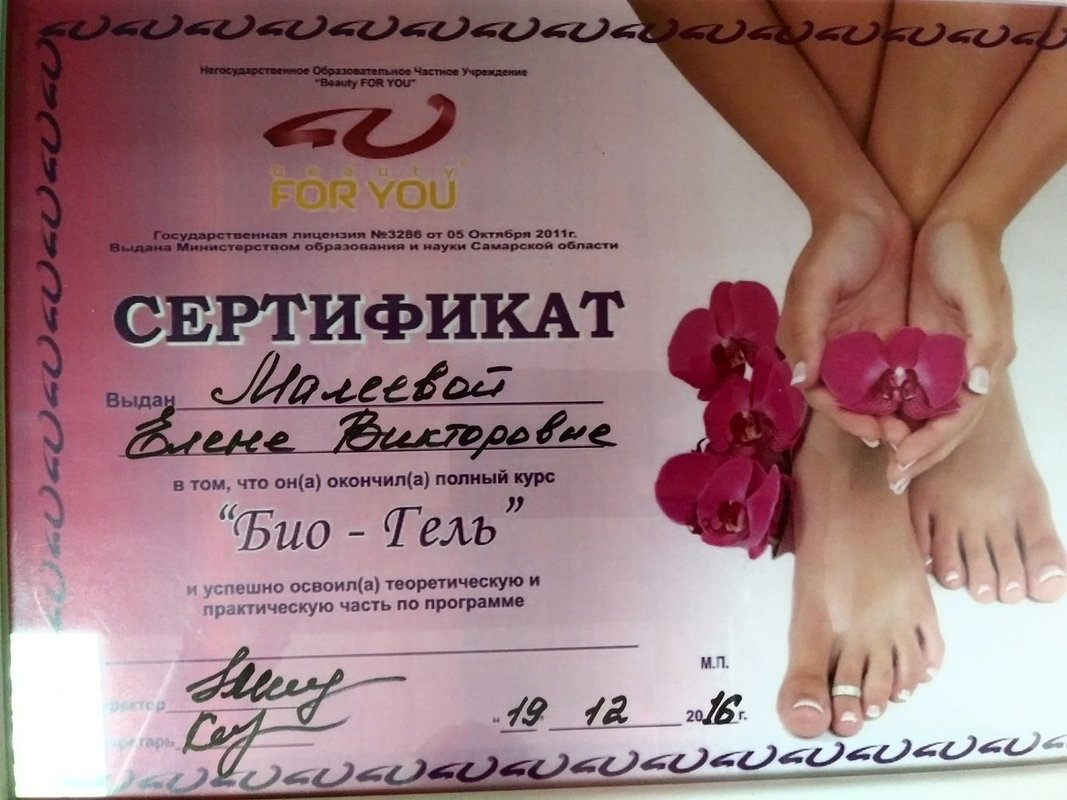 Негосударственное Образовательное Частное Учреждение
"Beauty FOR YOU"
beauty®
FOR YOU
Государственная лицензия №3286 от 05 Октября 2011г.
Выдана Министерством образования и науки Самарской области
СЕРТИФИКАТ
Выдан Малеевой
Елене Викторовне
в том, что он(а) окончил(а) полный курс
"Био - Гель"
и успешно освоил(а) теоретическую и
практическую часть по программе
М.П.
"19" 12 2016г.